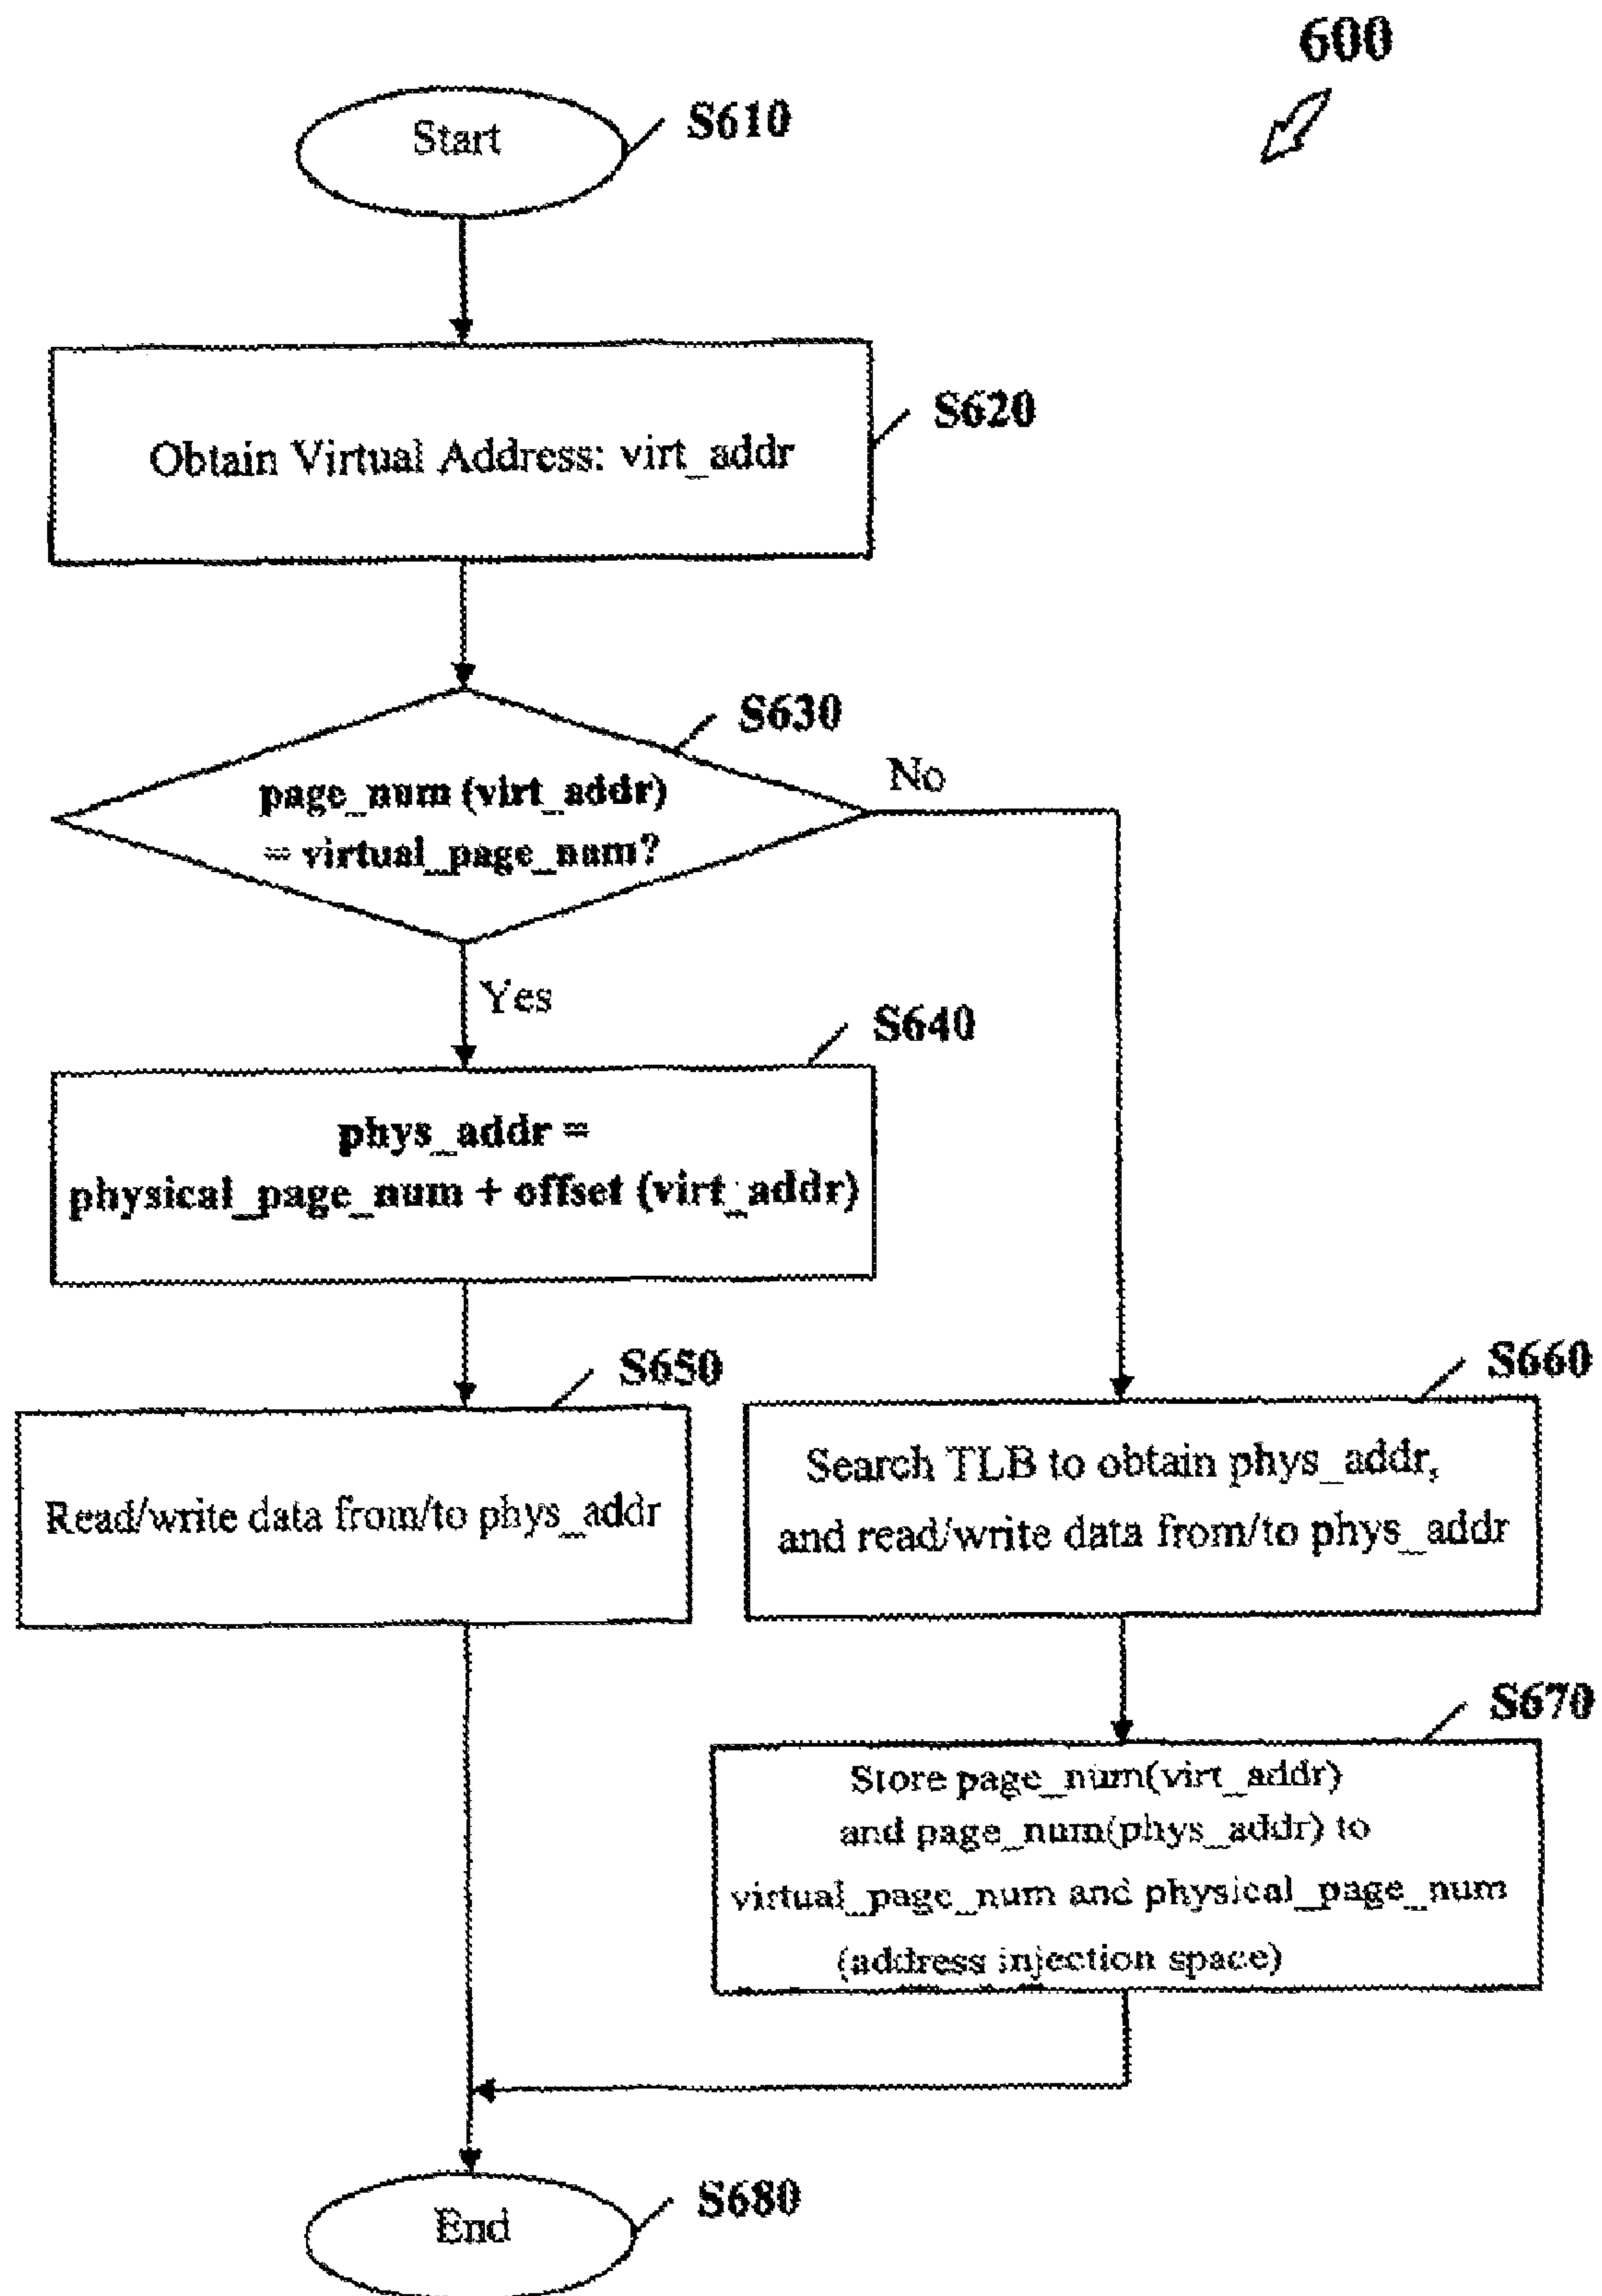 600
Start
S610
Obtain Virtual Address: virt_addr
S620
S630
page_num (virt_addr)
= virtual_page_num?
No
Yes
S640
phys_addr =
physical_page_num + offset (virt_addr)
S650
Read/write data from/to phys_addr
S660
Search TLB to obtain phys_addr,
and read/write data from/to phys_addr
S670
Store page_num(virt_addr)
and page_num(phys_addr) to
virtual_page_num and physical_page_num
(address injection space)
End
S680